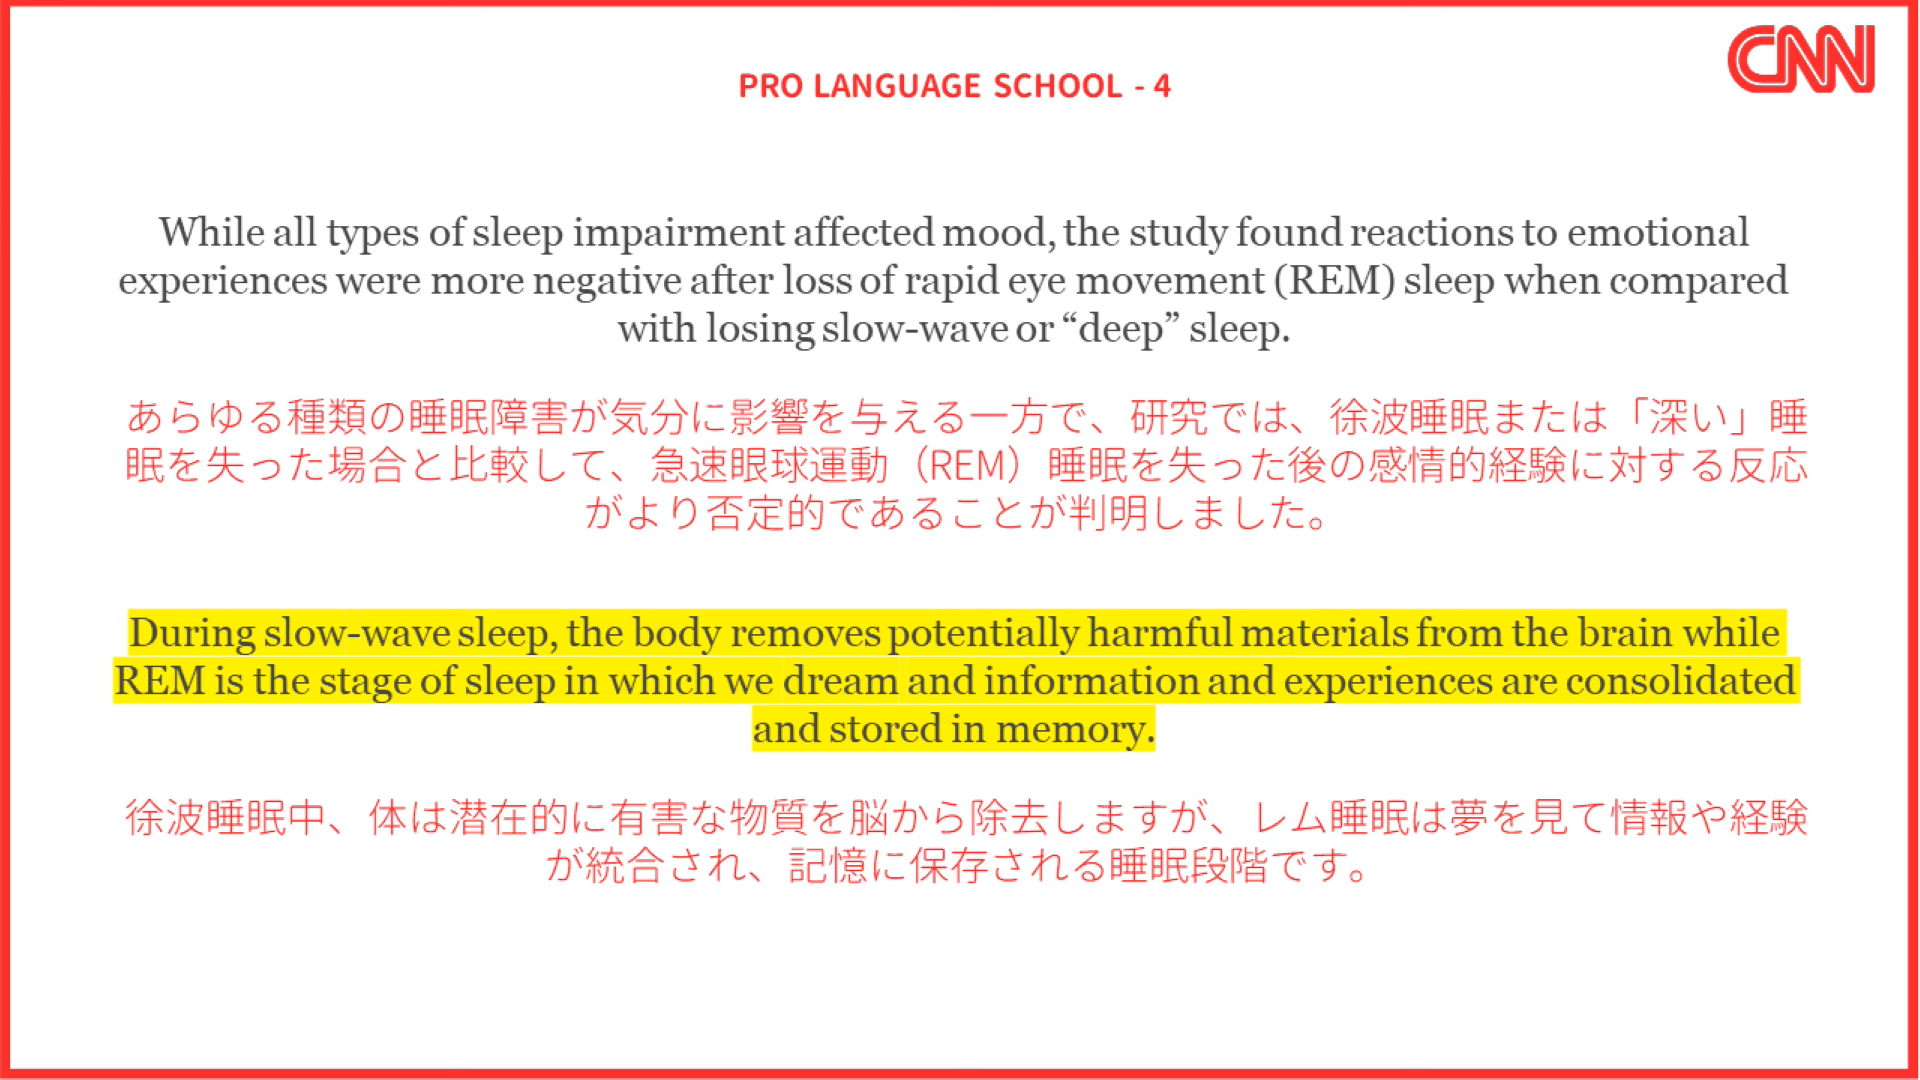 CNN
PRO LANGUAGE SCHOOL - 4
While all types of sleep impairment affected mood, the study found reactions to emotional
experiences were more negative after loss of rapid eye movement (REM) sleep when compared
with losing slow-wave or “deep” sleep.
あらゆる種類の睡眠障害が気分に影響を与える一方で、研究では、徐波睡眠または「深い」睡
眠を失った場合と比較して、急速眼球運動（REM）睡眠を失った後の感情的経験に対する反応
がより否定的であることが判明しました。
During slow-wave sleep, the body removes potentially harmful materials from the brain while
REM is the stage of sleep in which we dream and information and experiences are consolidated
and stored in memory.
徐波睡眠中、体は潜在的に有害な物質を脳から除去しますが、レム睡眠は夢を見て情報や経験
が統合され、記憶に保存される睡眠段階です。